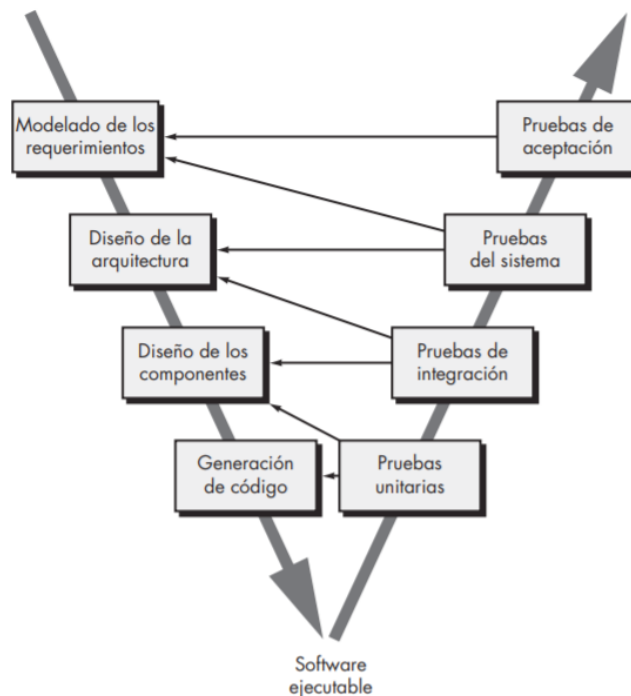 Modelado de los
requerimientos
Pruebas de
aceptación
Diseño de la
arquitectura
Pruebas
del sistema
Diseño de los
componentes
Pruebas de
integración
Generación
de código
Pruebas
unitarias
Software
ejecutable